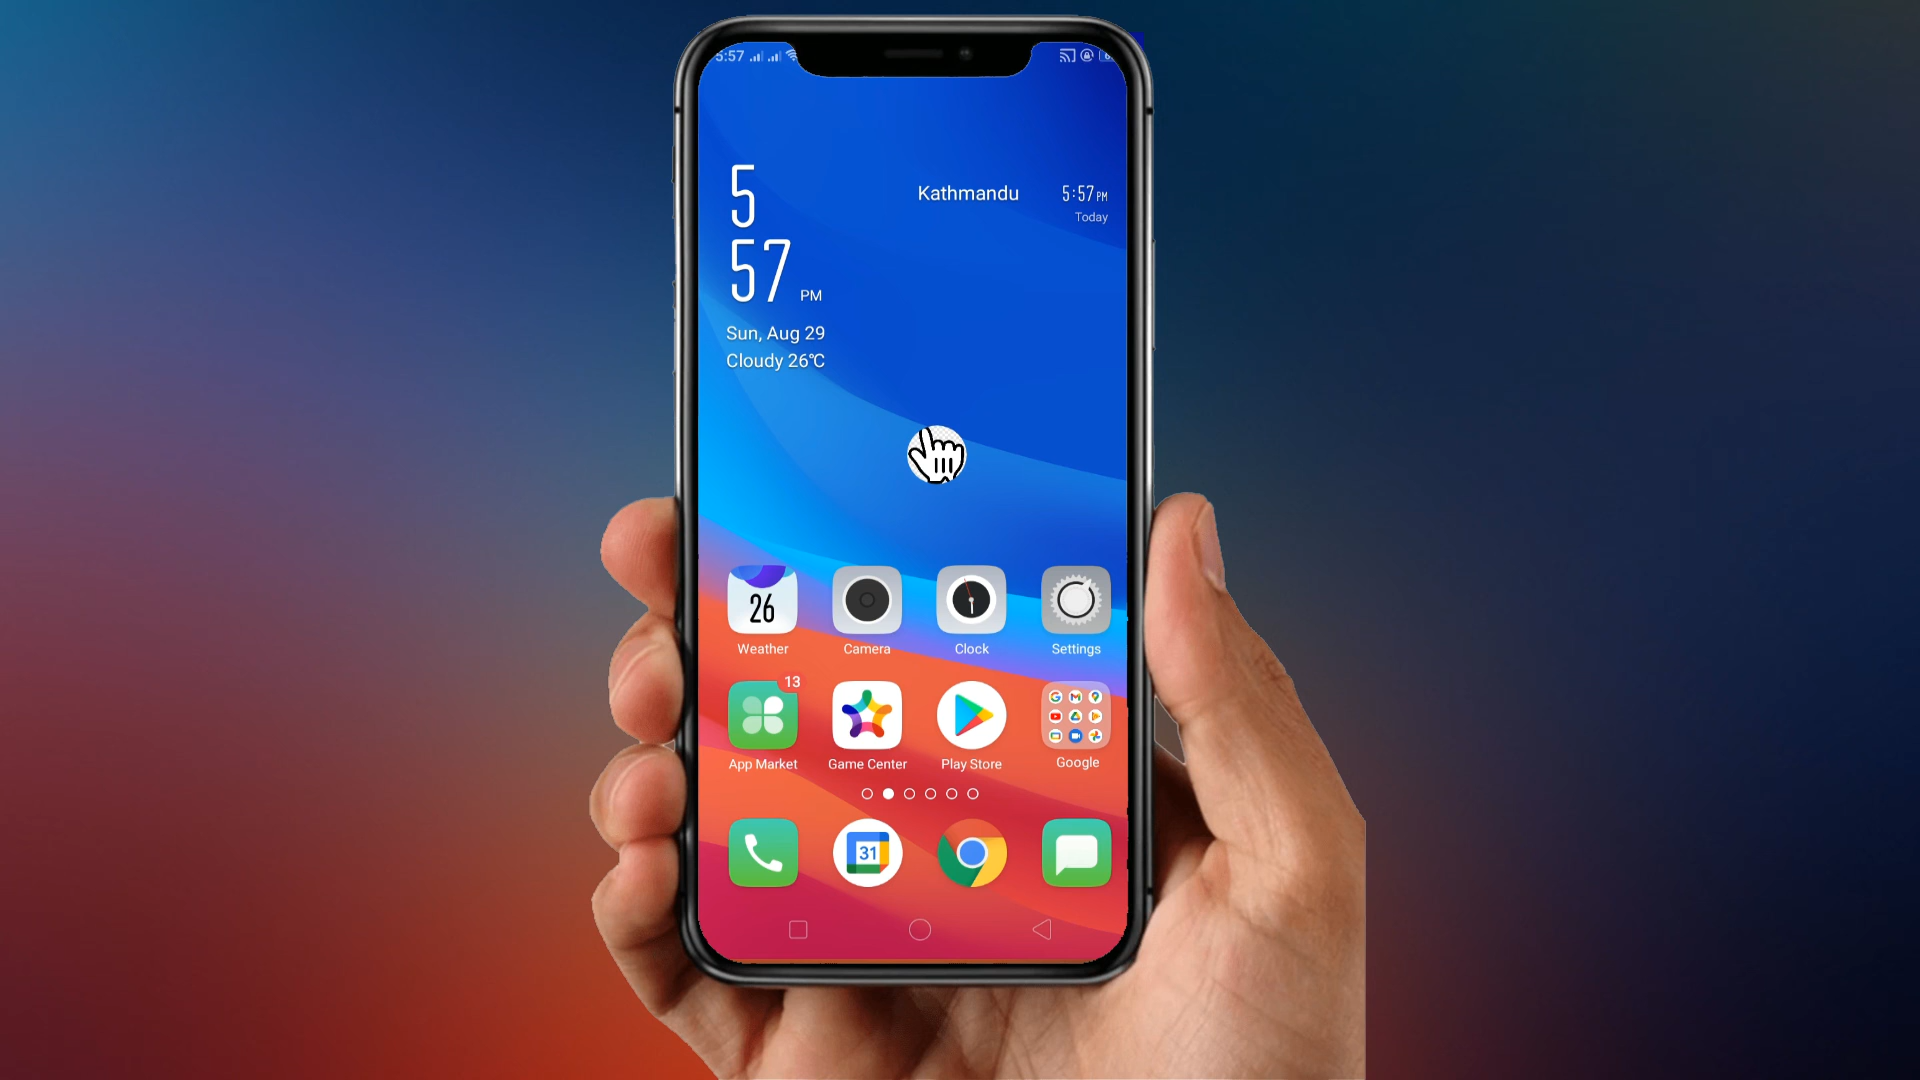 5:57
5
57 PM
Kathmandu 5:57 PM
Today
Sun, Aug 29
Cloudy 26℃
26
Weather Camera Clock Settings
13
App Market Game Center Play Store Google
31